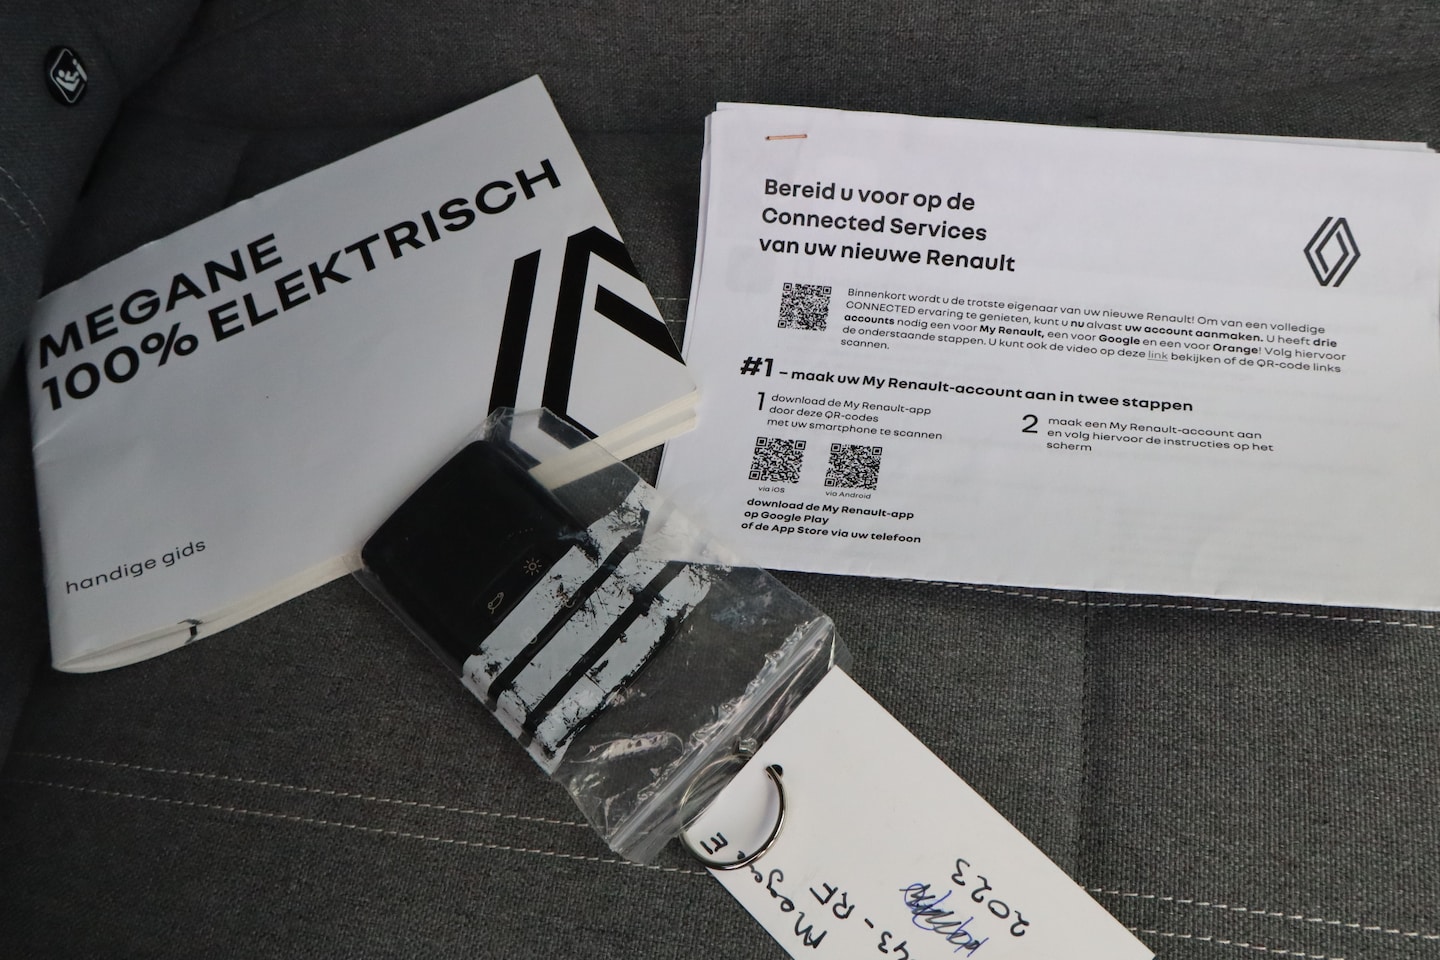 MEGANE
100% ELEKTRISCH
handige gids
Bereid u voor op de
Connected Services
van uw nieuwe Renault
Binnenkort wordt u de trotste eigenaar van uw nieuwe Renault! Om van een volledige
CONNECTED ervaring te genieten, kunt u nu alvast uw account aanmaken. U heeft drie
accounts nodig een voor My Renault, een voor Google en een voor Orange! Volg hiervoor
de onderstaande stappen. U kunt ook de video op deze link bekijken of de QR-code links
scannen.
#1 – maak uw My Renault-account aan in twee stappen
1 download de My Renault-app
door deze QR-codes
met uw smartphone te scannen
via iOS
via Android
download de My Renault-app
op Google Play
of de App Store via uw telefoon
2 maak een My Renault-account aan
en volg hiervoor de instructies op het
scherm
Megane E
43-RF
2023